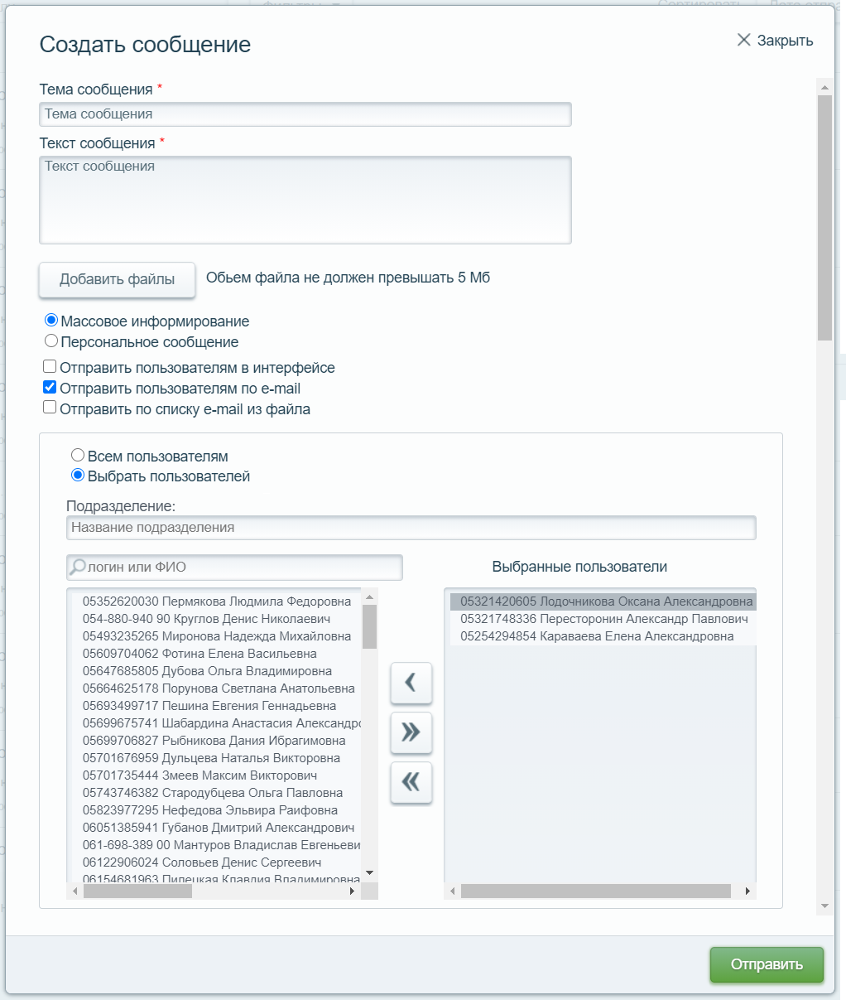 Создать сообщение
Закрыть
Тема сообщения *
Тема сообщения
Текст сообщения *
Текст сообщения
Добавить файлы
Обьем файла не должен превышать 5 Мб
Массовое информирование
Персональное сообщение
Отправить пользователям в интерфейсе
Отправить пользователям по e-mail
Отправить по списку e-mail из файла
Всем пользователям
Выбрать пользователей
Подразделение:
Название подразделения
логин или ФИО
05352620030 Пермякова Людмила Федоровна
054-880-940 90 Круглов Денис Николаевич
05493235265 Миронова Надежда Михайловна
05609704062 Фотина Елена Васильевна
05647685805 Дубова Ольга Владимировна
05664625178 Порунова Светлана Анатольевна
05693499717 Пешина Евгения Геннадьевна
05699675741 Шабардина Анастасия Александро
05699706827 Рыбникова Дания Ибрагимовна
05701676959 Дульцева Наталья Викторовна
05701735444 Змеев Максим Викторович
05743746382 Стародубцева Ольга Павловна
05823977295 Нефедова Эльвира Раифовна
06051385941 Губанов Дмитрий Александрович
061-698-389 00 Мантуров Владислав Евгеньеви
06122906024 Соловьев Денис Сергеевич
06154681963 Пилецкая Клавдия Владимировна
Выбранные пользователи
05321420605 Лодочникова Оксана Александровна
05321748336 Пересторонин Александр Павлович
05254294854 Караваева Елена Александровна
Отправить